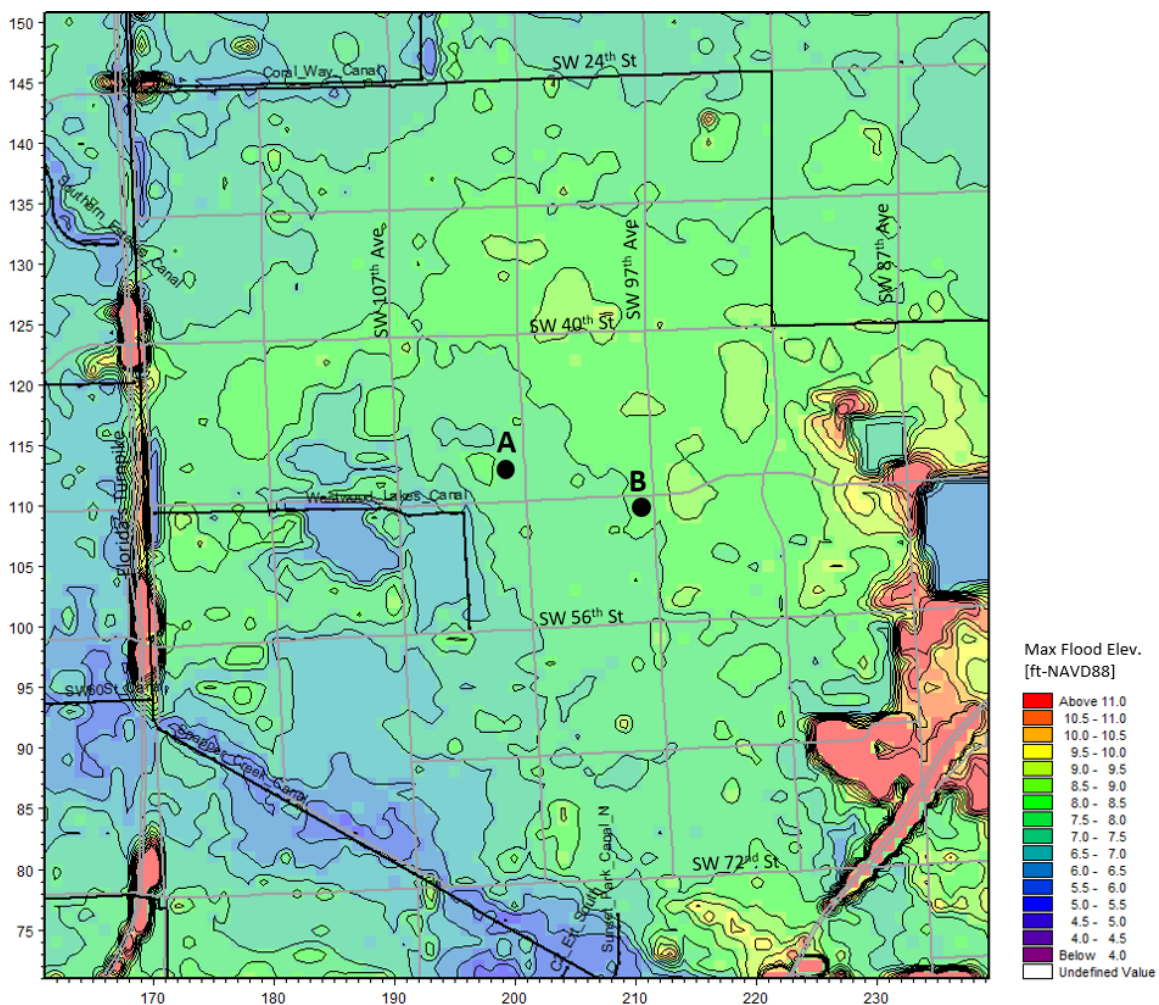 150
145
140
135
130
125
120
115
110
105
100
95
90
85
80
75
170
180
190
200
210
220
230
Coral_Way_Canal
SW 24th St
SW 107th Ave
SW 97th Ave
SW 87th Ave
SW 40th St
Florida's Turnpike
A
B
Westwood_Lakes_Canal
SW 56th St
SW60 St_Canal
Snapper_Creek_Canal
SW 72nd St
C2_Ext_South
Sunset_Park_Canal_N
Max Flood Elev.
[ft-NAVD88]
Above 11.0
10.5 - 11.0
10.0 - 10.5
9.5 - 10.0
9.0 - 9.5
8.5 - 9.0
8.0 - 8.5
7.5 - 8.0
7.0 - 7.5
6.5 - 7.0
6.0 - 6.5
5.5 - 6.0
5.0 - 5.5
4.5 - 5.0
4.0 - 4.5
Below 4.0
Undefined Value